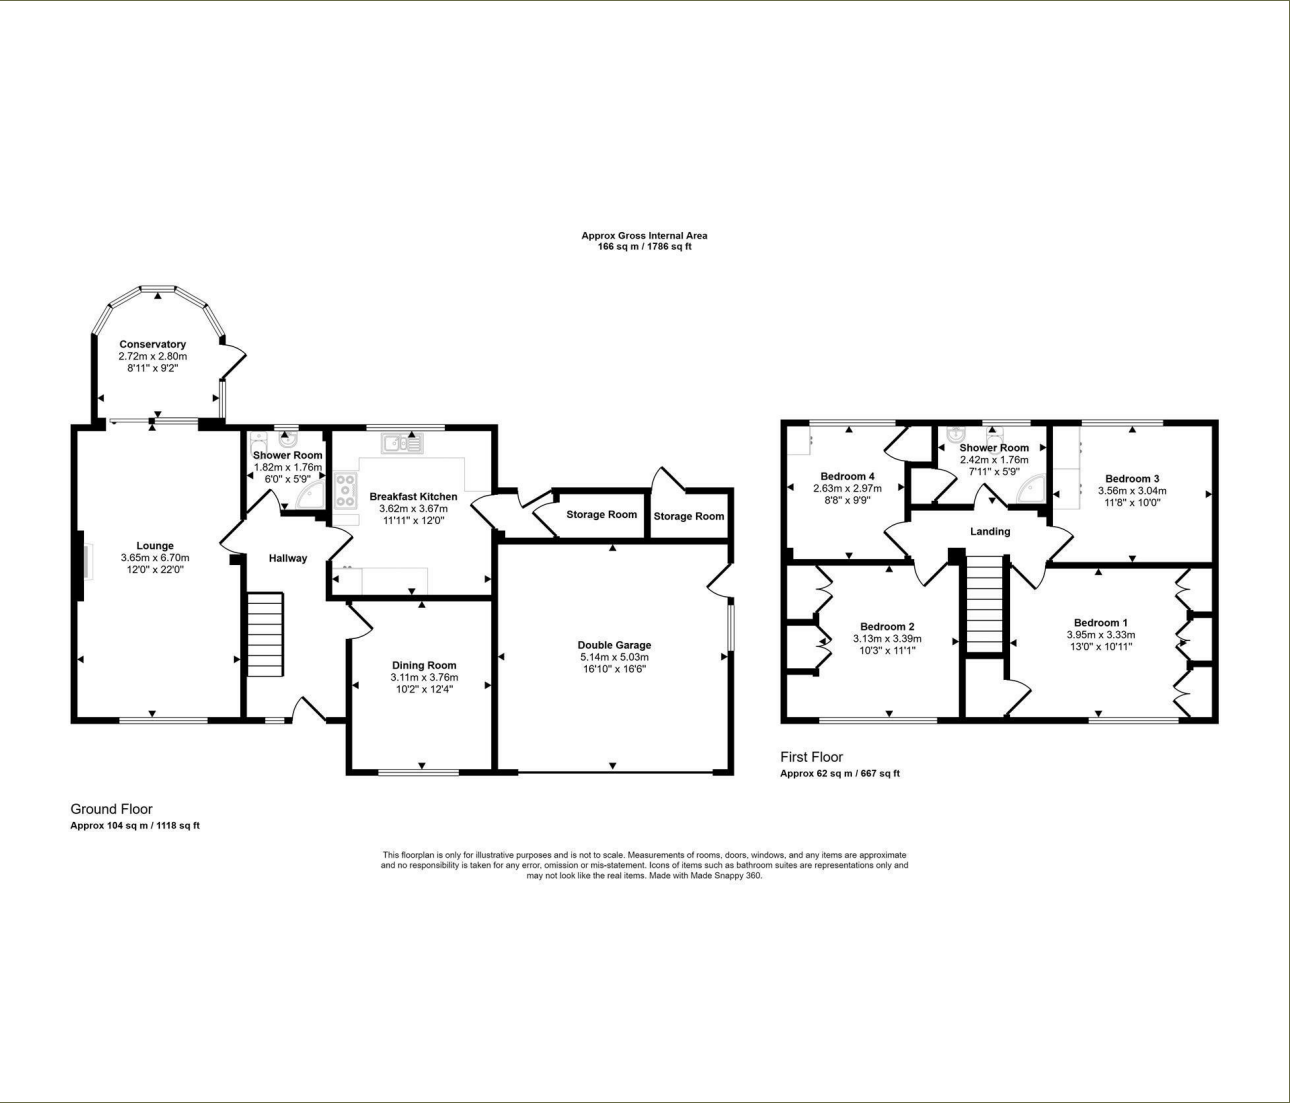 Approx Gross Internal Area
166 sq m / 1786 sq ft
Conservatory
2.72m x 2.80m
8'11" x 9'2"
Shower Room
1.82m x 1.76m
6'0" x 5'9"
Breakfast Kitchen
3.62m x 3.67m
11'11" x 12'0"
Storage Room
Storage Room
Lounge
3.65m x 6.70m
12'0" x 22'0"
Hallway
Dining Room
3.11m x 3.76m
10'2" x 12'4"
Double Garage
5.14m x 5.03m
16'10" x 16'6"
Ground Floor
Approx 104 sq m / 1118 sq ft
Bedroom 4
2.63m x 2.97m
8'8" x 9'9"
Shower Room
2.42m x 1.76m
7'11" x 5'9"
Bedroom 3
3.56m x 3.04m
11'8" x 10'0"
Landing
Bedroom 2
3.13m x 3.39m
10'3" x 11'1"
Bedroom 1
3.95m x 3.33m
13'0" x 10'11"
First Floor
Approx 62 sq m / 667 sq ft
This floorplan is only for illustrative purposes and is not to scale. Measurements of rooms, doors, windows, and any items are approximate
and no responsibility is taken for any error, omission or mis-statement. Icons of items such as bathroom suites are representations only and
may not look like the real items. Made with Made Snappy 360.